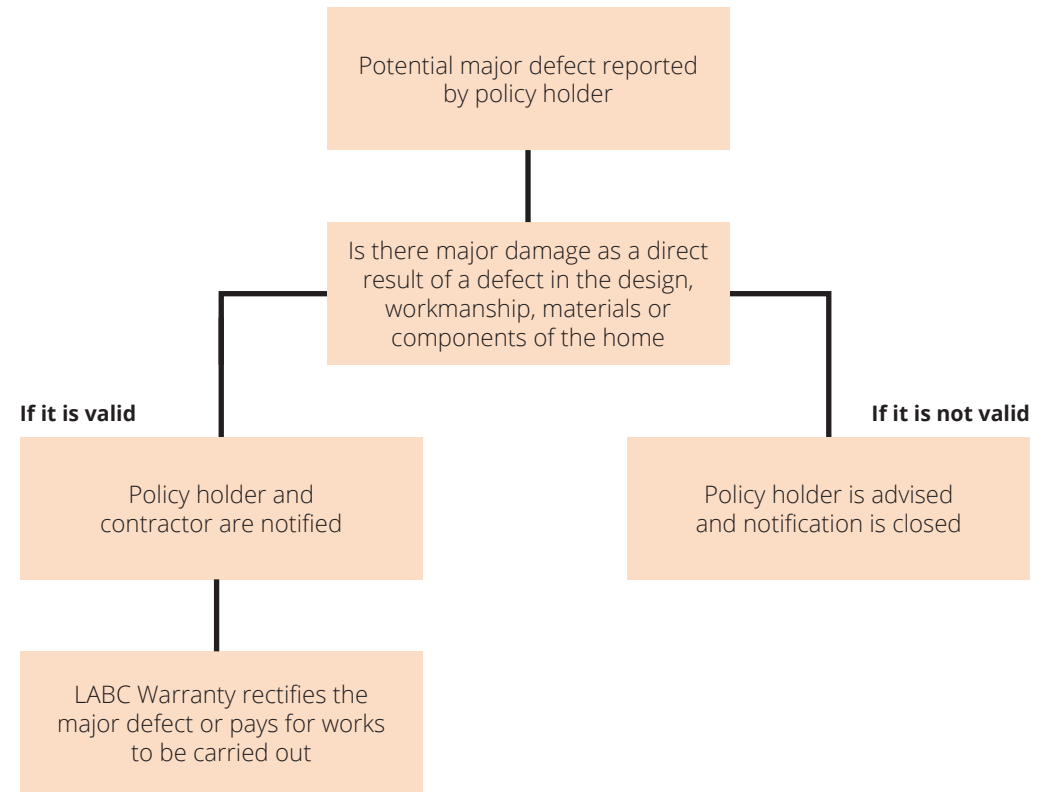 Potential major defect reported
by policy holder
Is there major damage as a direct
result of a defect in the design,
workmanship, materials or
components of the home
If it is valid
If it is not valid
Policy holder and
contractor are notified
Policy holder is advised
and notification is closed
LABC Warranty rectifies the
major defect or pays for works
to be carried out